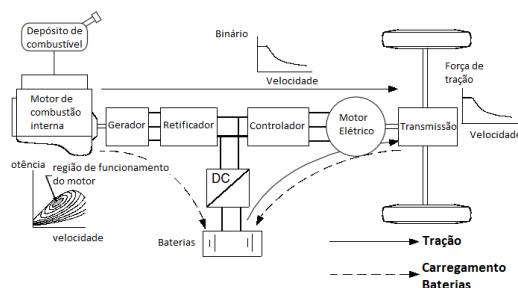 Depósito de
combustível
Binário
Velocidade
Força de
tração
Velocidade
Motor de
combustão
interna
Gerador
Retificador
Controlador
Motor
Elétrico
Transmissão
otência
região de funcionamento
do motor
velocidade
DC
Baterias
Tração
Carregamento
Baterias